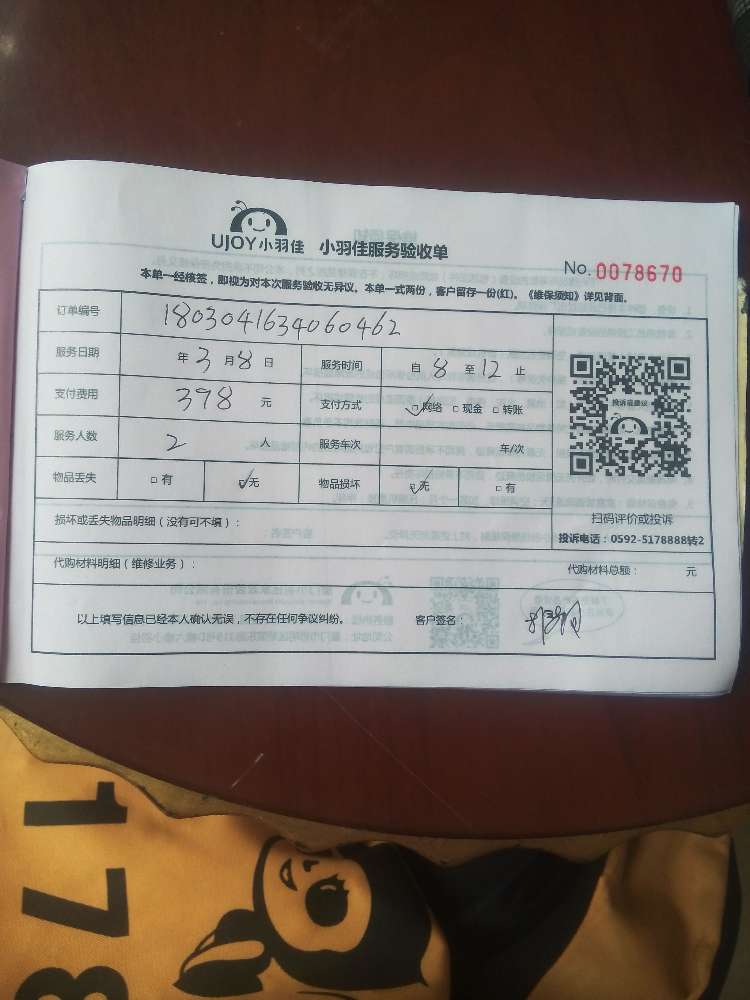 UJOY小羽佳 小羽佳服务验收单
No. 0078670
本单一经核签，即视为对本次服务验收无异议。本单一式两份，客户留存一份(红)。《维保须知》详见背面。
订单编号 1803041634060462
服务日期 年 3 月 8 日 服务时间 自 8 至 12 止
支付费用 398 元 支付方式 ☑网络 □现金 □转账
服务人数 2 人 服务车次 车/次
物品丢失 □有 ☑无 物品损坏 ☑无 □有
投诉或建议
扫码评价或投诉
投诉电话：0592-5178888转2
损坏或丢失物品明细（没有可不填）：
代购材料明细（维修业务）： 代购材料总额： 元
以上填写信息已经本人确认无误，不存在任何争议纠纷。 客户签名：
178